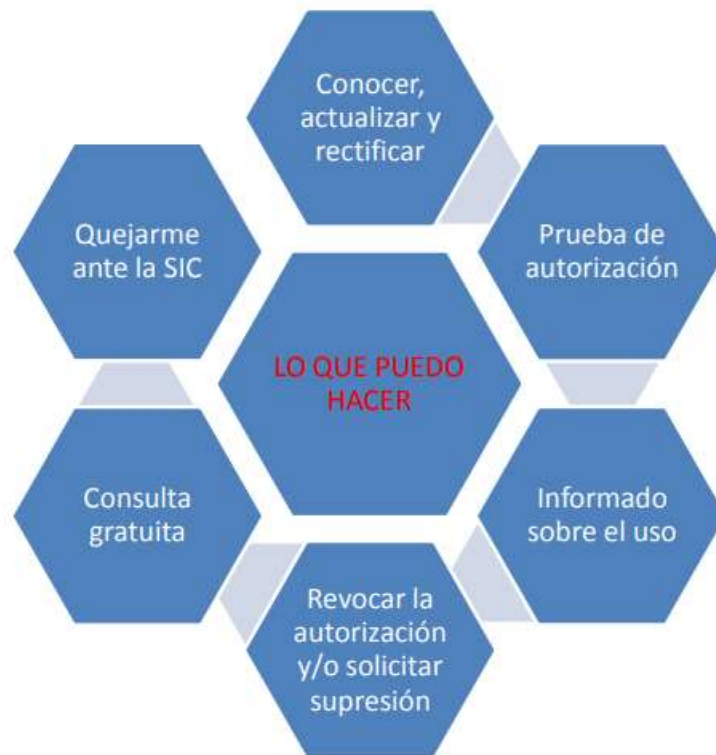 Conocer,
actualizar y
rectificar
Prueba de
autorización
Informado
sobre el uso
Revocar la
autorización
y/o solicitar
supresión
Consulta
gratuita
Quejarme
ante la SIC
LO QUE PUEDO
HACER